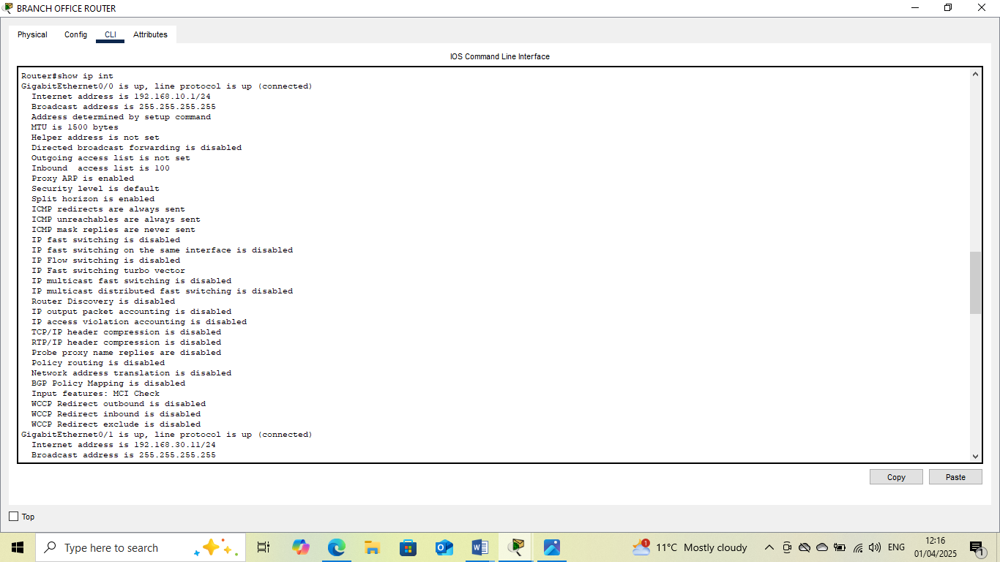 BRANCH OFFICE ROUTER
Physical Config CLI Attributes
IOS Command Line Interface
Router#show ip int
GigabitEthernet0/0 is up, line protocol is up (connected)
  Internet address is 192.168.10.1/24
  Broadcast address is 255.255.255.255
  Address determined by setup command
  MTU is 1500 bytes
  Helper address is not set
  Directed broadcast forwarding is disabled
  Outgoing access list is not set
  Inbound  access list is 100
  Proxy ARP is enabled
  Security level is default
  Split horizon is enabled
  ICMP redirects are always sent
  ICMP unreachables are always sent
  ICMP mask replies are never sent
  IP fast switching is disabled
  IP fast switching on the same interface is disabled
  IP Flow switching is disabled
  IP Fast switching turbo vector
  IP multicast fast switching is disabled
  IP multicast distributed fast switching is disabled
  Router Discovery is disabled
  IP output packet accounting is disabled
  IP access violation accounting is disabled
  TCP/IP header compression is disabled
  RTP/IP header compression is disabled
  Probe proxy name replies are disabled
  Policy routing is disabled
  Network address translation is disabled
  BGP Policy Mapping is disabled
  Input features: MCI Check
  WCCP Redirect outbound is disabled
  WCCP Redirect inbound is disabled
  WCCP Redirect exclude is disabled
GigabitEthernet0/1 is up, line protocol is up (connected)
  Internet address is 192.168.30.11/24
  Broadcast address is 255.255.255.255
Copy Paste
Top
Type here to search
1
11°C Mostly cloudy
ENG
12:16
01/04/2025
1